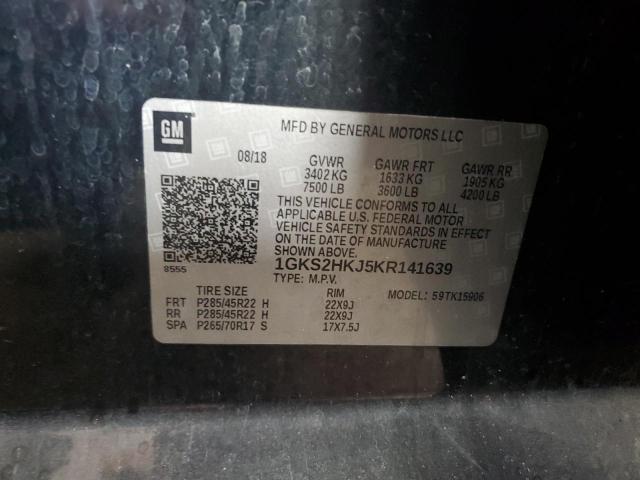 GM
MFD BY GENERAL MOTORS LLC
08/18 GVWR GAWR FRT GAWR RR
3402 KG 1633 KG 1905 KG
7500 LB 3600 LB 4200 LB
THIS VEHICLE CONFORMS TO ALL
APPLICABLE U.S. FEDERAL MOTOR
VEHICLE SAFETY STANDARDS IN EFFECT
ON THE DATE OF MANUFACTURE
SHOWN ABOVE.
8555 1GKS2HKJ5KR141639
TYPE: M.P.V.
TIRE SIZE RIM MODEL: 59TK15906
FRT P285/45R22 H 22X9J
RR P285/45R22 H 22X9J
SPA P265/70R17 S 17X7.5J